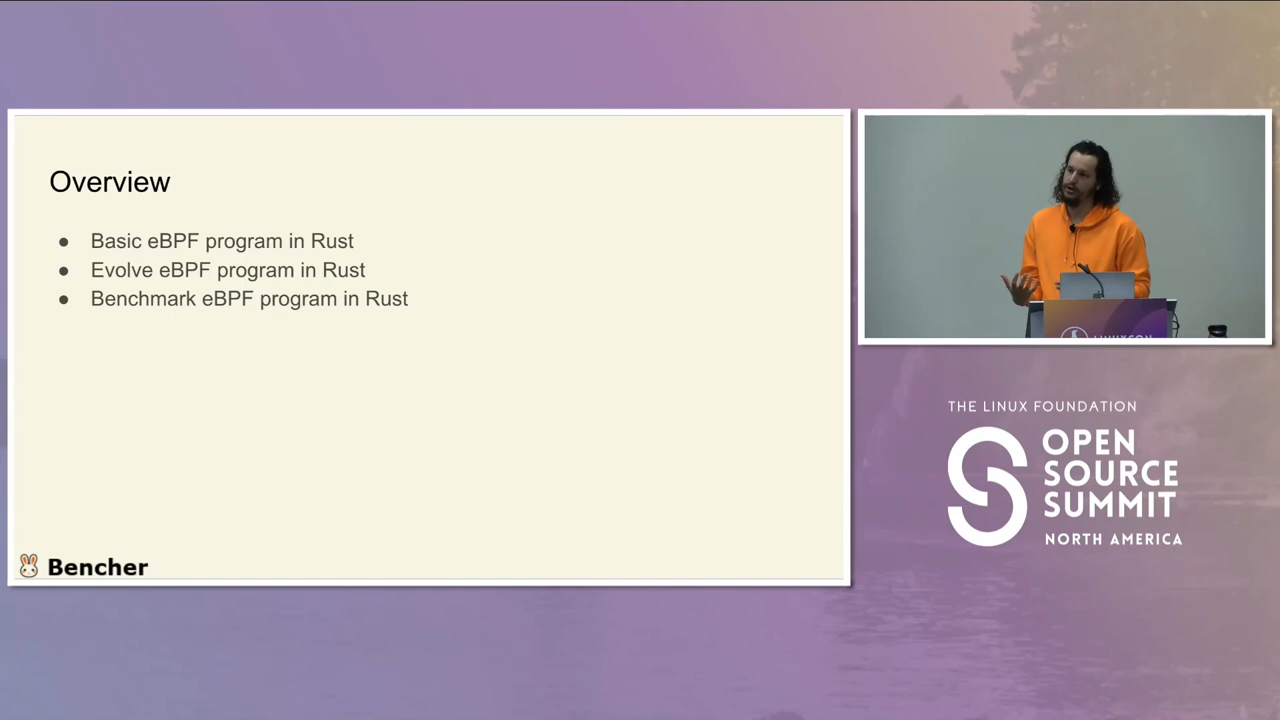 Overview
● Basic eBPF program in Rust
● Evolve eBPF program in Rust
● Benchmark eBPF program in Rust
Bencher
LINUXCON
THE LINUX FOUNDATION
OPEN
SOURCE
SUMMIT
NORTH AMERICA